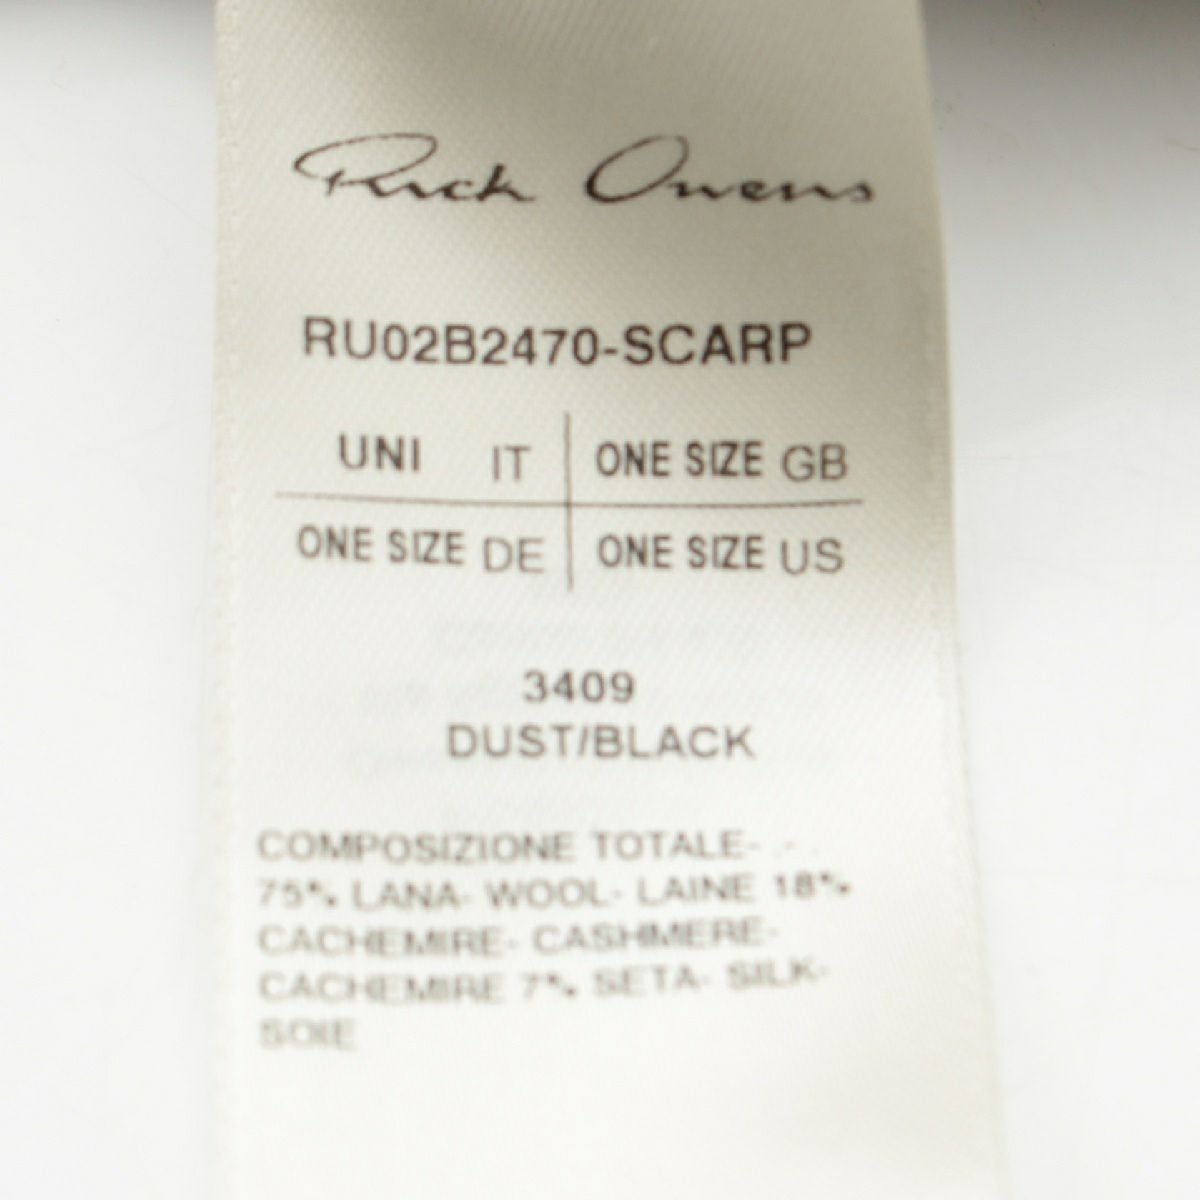 Rick Owens
RU02B2470-SCARP
UNI IT ONE SIZE GB
ONE SIZE DE ONE SIZE US
3409
DUST/BLACK
COMPOSIZIONE TOTALE- .- .
75% LANA- WOOL- LAINE 18%
CACHEMIRE- CASHMERE-
CACHEMIRE 7% SETA- SILK-
SOIE